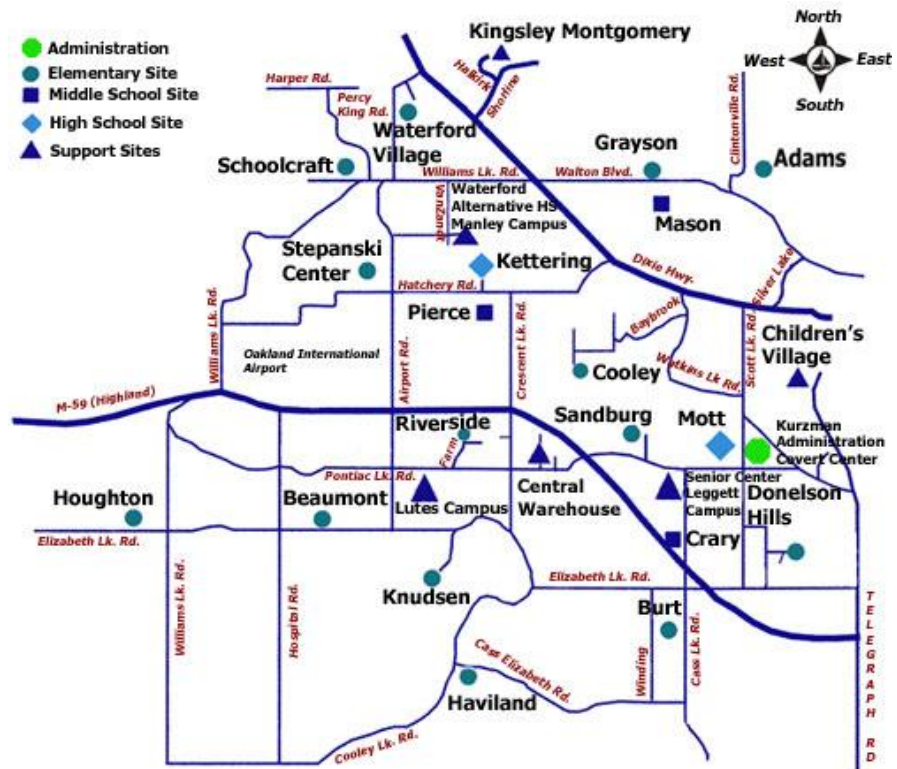 North
West
East
South
Administration
Elementary Site
Middle School Site
High School Site
Support Sites
Kingsley Montgomery
Halkirk
Shorline
Harper Rd.
Percy
King Rd.
Waterford
Village
Clintonville Rd.
Grayson
Adams
Schoolcraft
Williams Lk. Rd.
Walton Blvd.
VanZandt
Waterford
Alternative HS
Manley Campus
Mason
Stepanski
Center
Kettering
Dixie Hwy.
Silver Lake
Hatchery Rd.
Pierce
Williams Lk. Rd.
Oakland International
Airport
Airport Rd.
Crescent Lk. Rd.
Baybrook
Scott Lk. Rd.
Children's
Village
Cooley
Watkins Lk Rd.
M-59 (Highland)
Riverside
Farm
Sandburg
Mott
Kurzman
Administration
Covert Center
Pontiac Lk. Rd.
Houghton
Beaumont
Lutes Campus
Central
Warehouse
Senior Center
Leggett
Campus
Donelson
Hills
Elizabeth Lk. Rd.
Crary
Williams Lk. Rd.
Hospital Rd.
Knudsen
Elizabeth Lk. Rd.
Burt
Winding
Cass Lk. Rd.
TELEGRAPH RD
Cass Elizabeth Rd.
Haviland
Cooley Lk. Rd.